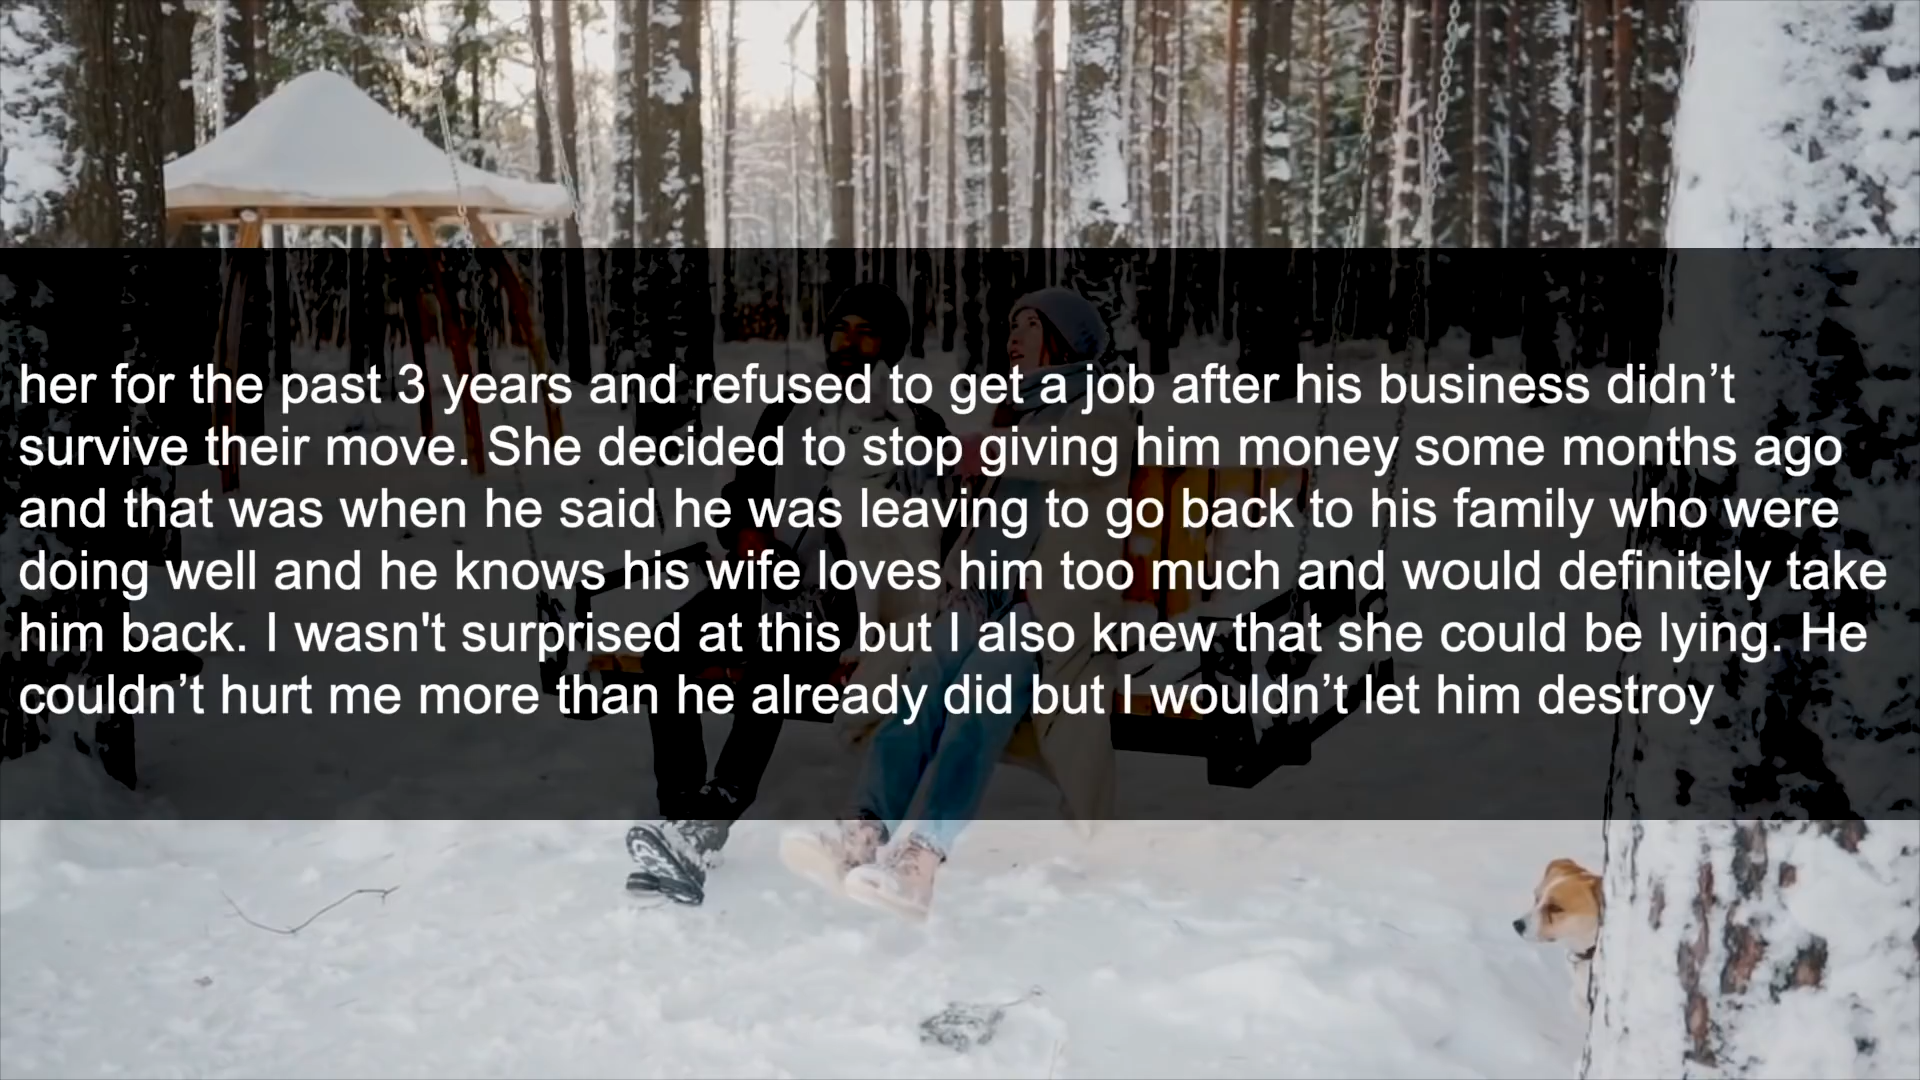 her for the past 3 years and refused to get a job after his business didn’t
survive their move. She decided to stop giving him money some months ago
and that was when he said he was leaving to go back to his family who were
doing well and he knows his wife loves him too much and would definitely take
him back. I wasn't surprised at this but I also knew that she could be lying. He
couldn’t hurt me more than he already did but I wouldn’t let him destroy